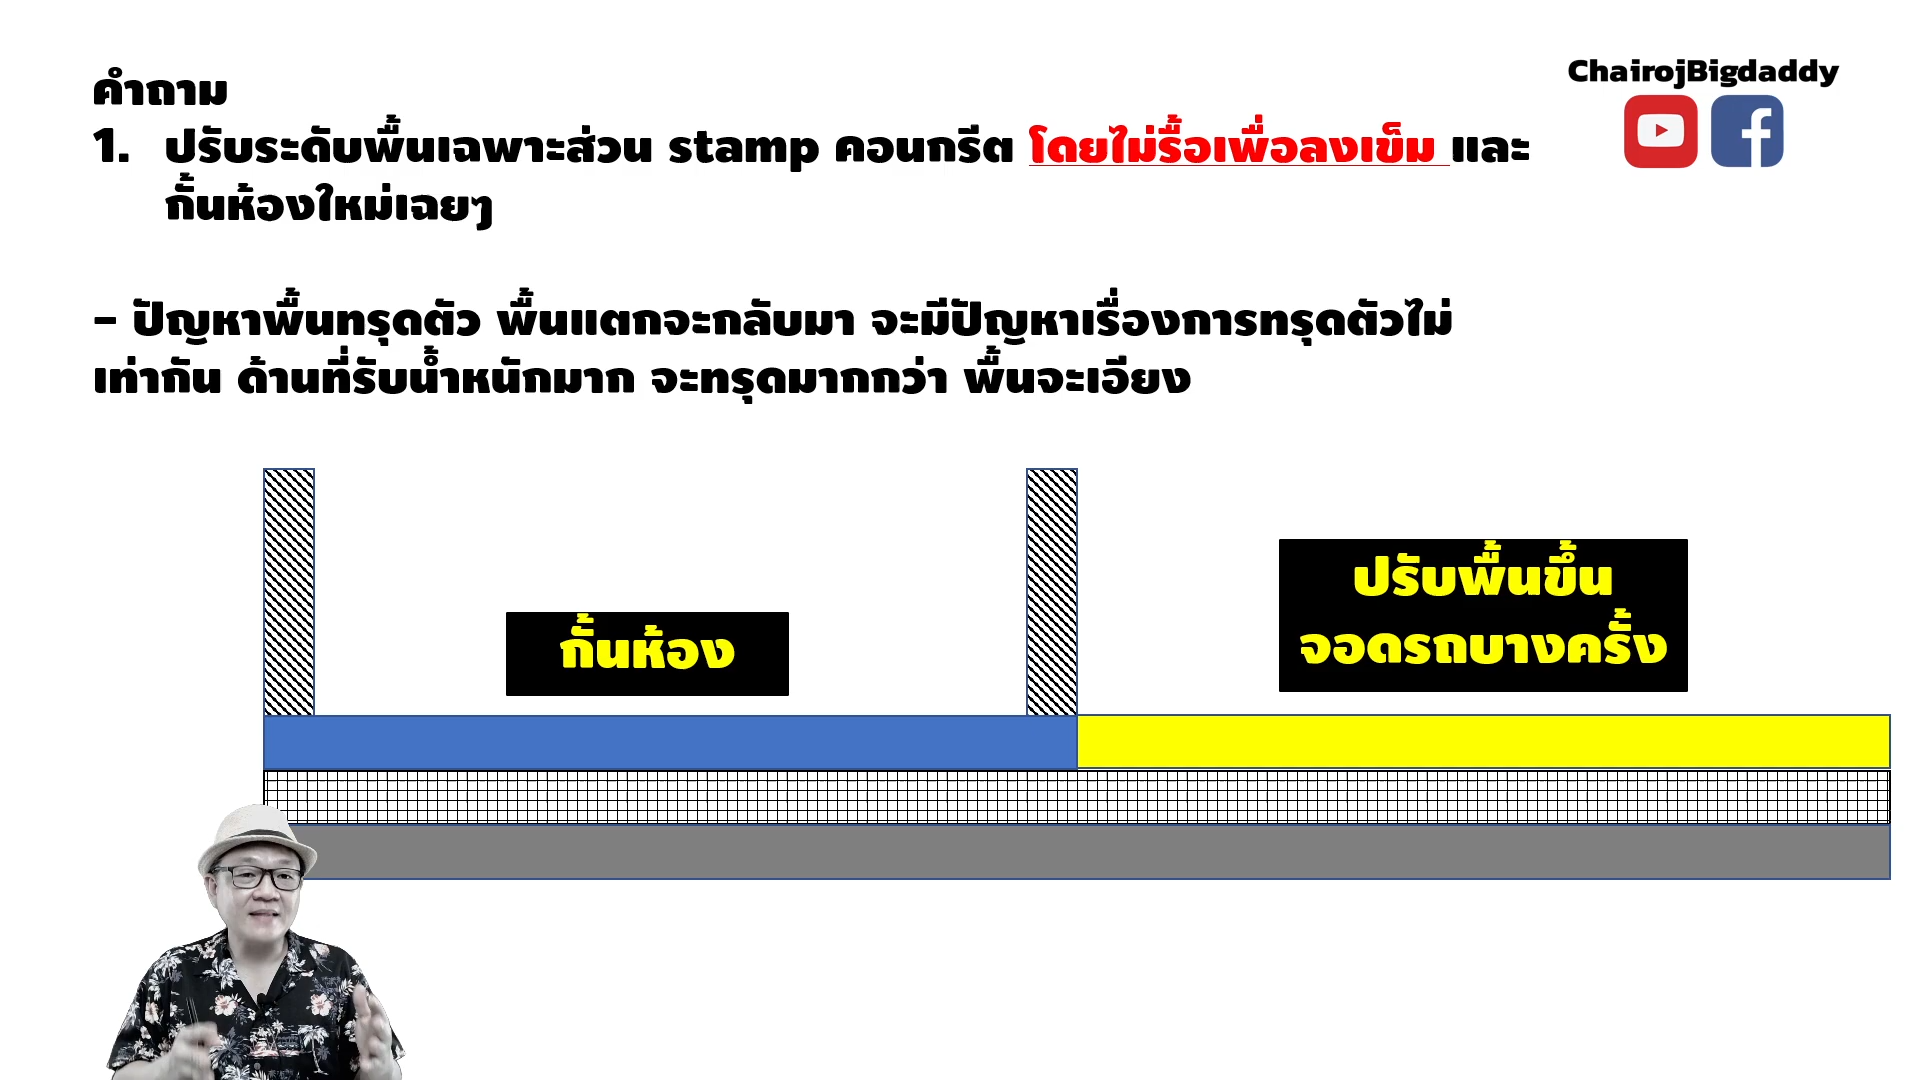 คำถาม
ChairojBigdaddy
1. ปรับระดับพื้นเฉพาะส่วน stamp คอนกรีต โดยไม่รื้อเพื่อลงเข็ม และ
กั้นห้องใหม่เฉยๆ
- ปัญหาพื้นทรุดตัว พื้นแตกจะกลับมา จะมีปัญหาเรื่องการทรุดตัวไม่
เท่ากัน ด้านที่รับน้ำหนักมาก จะทรุดมากกว่า พื้นจะเอียง
กั้นห้อง
ปรับพื้นขึ้น
จอดรถบางครั้ง